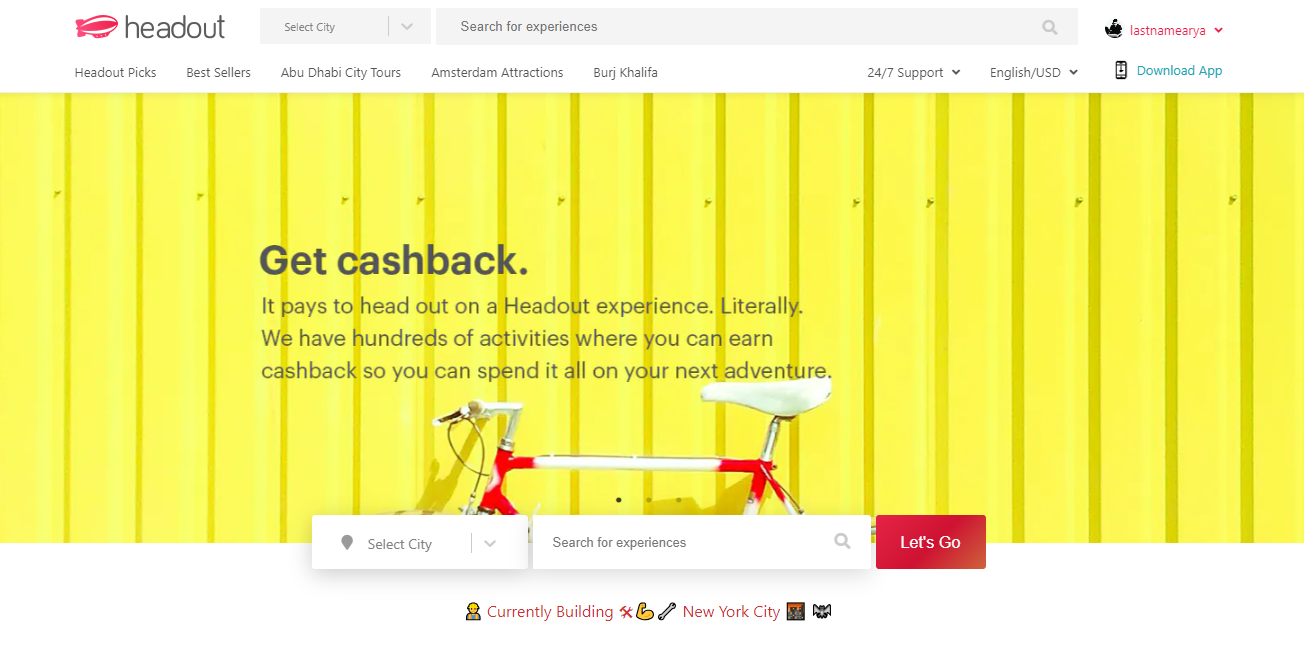 headout
Select City
Search for experiences
lastnamearya
Headout Picks
Best Sellers
Abu Dhabi City Tours
Amsterdam Attractions
Burj Khalifa
24/7 Support
English/USD
Download App
Get cashback.
It pays to head out on a Headout experience. Literally.
We have hundreds of activities where you can earn
cashback so you can spend it all on your next adventure.
Select City
Search for experiences
Let's Go
Currently Building New York City